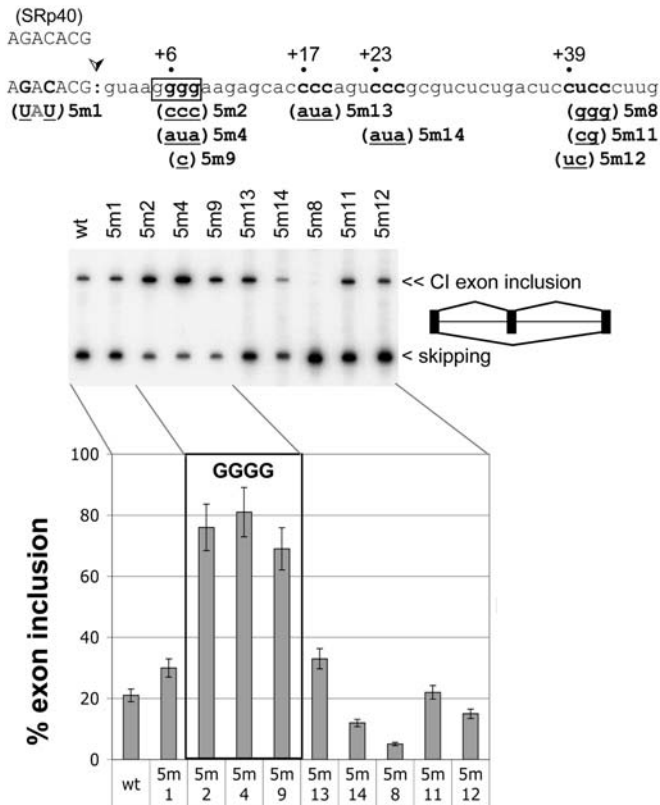 (SRp40)
AGACACG
+6 +17 +23 +39
AGACACG:guaaggggaagagcacccccagucccgcgucucugacuccuccccuug
(UAU)5m1 (ccc)5m2 (aua)5m13 (ggg)5m8
(aua)5m4 (aua)5m14 (cg)5m11
(c)5m9 (uc)5m12
wt 5m1 5m2 5m4 5m9 5m13 5m14 5m8 5m11 5m12
<< CI exon inclusion
< skipping
% exon inclusion
100
80
60
40
20
0
GGGG
wt 5m 1 5m 2 5m 4 5m 9 5m 13 5m 14 5m 8 5m 11 5m 12